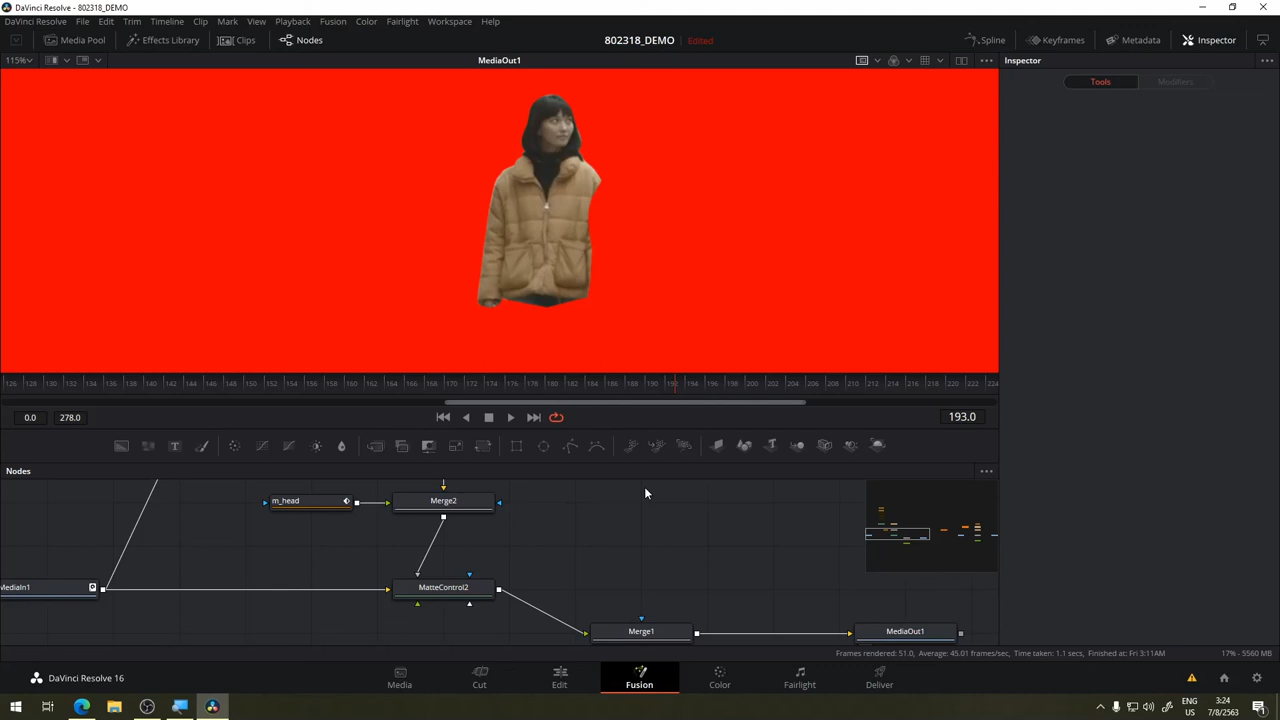 DaVinci Resolve - 802318_DEMO
DaVinci Resolve File Edit Trim Timeline Clip Mark View Playback Fusion Color Fairlight Workspace Help
Media Pool Effects Library Clips Nodes 802318_DEMO Edited Spline Keyframes Metadata Inspector
115% MediaOut1 Inspector
Tools Modifiers
126 128 130 132 134 136 138 140 142 144 146 148 150 152 154 156 158 160 162 164 166 168 170 172 174 176 178 180 182 184 186 188 190 192 194 196 198 200 202 204 206 208 210 212 214 216 218 220 222 224
0.0 278.0 193.0
T
Nodes
m_head Merge2
MediaIn1 MatteControl2
Merge1 MediaOut1
Frames rendered: 51.0, Average: 45.01 frames/sec, Time taken: 1.1 secs, Finished at: Fri 3:11AM 17% - 5560 MB
DaVinci Resolve 16 Media Cut Edit Fusion Color Fairlight Deliver
ENG 3:24
US 7/8/2563
1